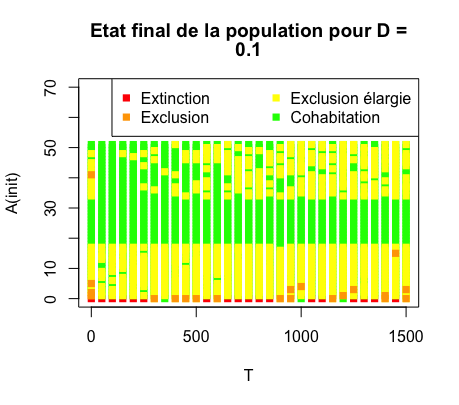 Etat final de la population pour D =
0.1
Extinction
Exclusion
Exclusion élargie
Cohabitation
A(init)
70
50
30
10
0
0 500 1000 1500
T